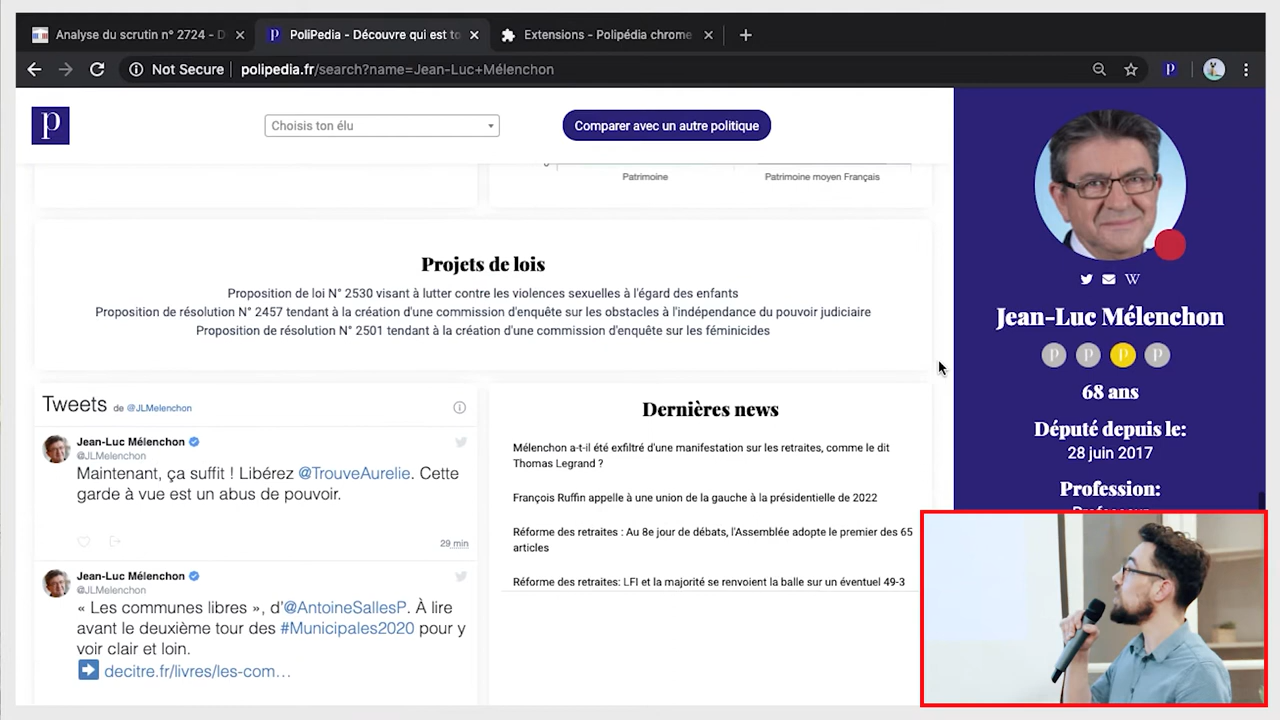 Analyse du scrutin n° 2724 - D
PoliPedia - Découvre qui est to
Extensions - Polipédia chrome
Not Secure
polipedia.fr/search?name=Jean-Luc+Mélenchon
P
p
Choisis ton élu
Comparer avec un autre politique
Patrimoine
Patrimoine moyen Français
Projets de lois
Proposition de loi N° 2530 visant à lutter contre les violences sexuelles à l'égard des enfants
Proposition de résolution N° 2457 tendant à la création d'une commission d'enquête sur les obstacles à l'indépendance du pouvoir judiciaire
Proposition de résolution N° 2501 tendant à la création d'une commission d'enquête sur les féminicides
Tweets de @JLMelenchon
Jean-Luc Mélenchon
@JLMelenchon
Maintenant, ça suffit ! Libérez @TrouveAurelie. Cette
garde à vue est un abus de pouvoir.
29 min
Jean-Luc Mélenchon
@JLMelenchon
« Les communes libres », d'@AntoineSallesP. À lire
avant le deuxième tour des #Municipales2020 pour y
voir clair et loin.
decitre.fr/livres/les-com…
Dernières news
Mélenchon a-t-il été exfiltré d'une manifestation sur les retraites, comme le dit
Thomas Legrand ?
François Ruffin appelle à une union de la gauche à la présidentielle de 2022
Réforme des retraites : Au 8e jour de débats, l'Assemblée adopte le premier des 65
articles
Réforme des retraites: LFI et la majorité se renvoient la balle sur un éventuel 49-3
W
Jean-Luc Mélenchon
P P P P
68 ans
Député depuis le:
28 juin 2017
Profession: